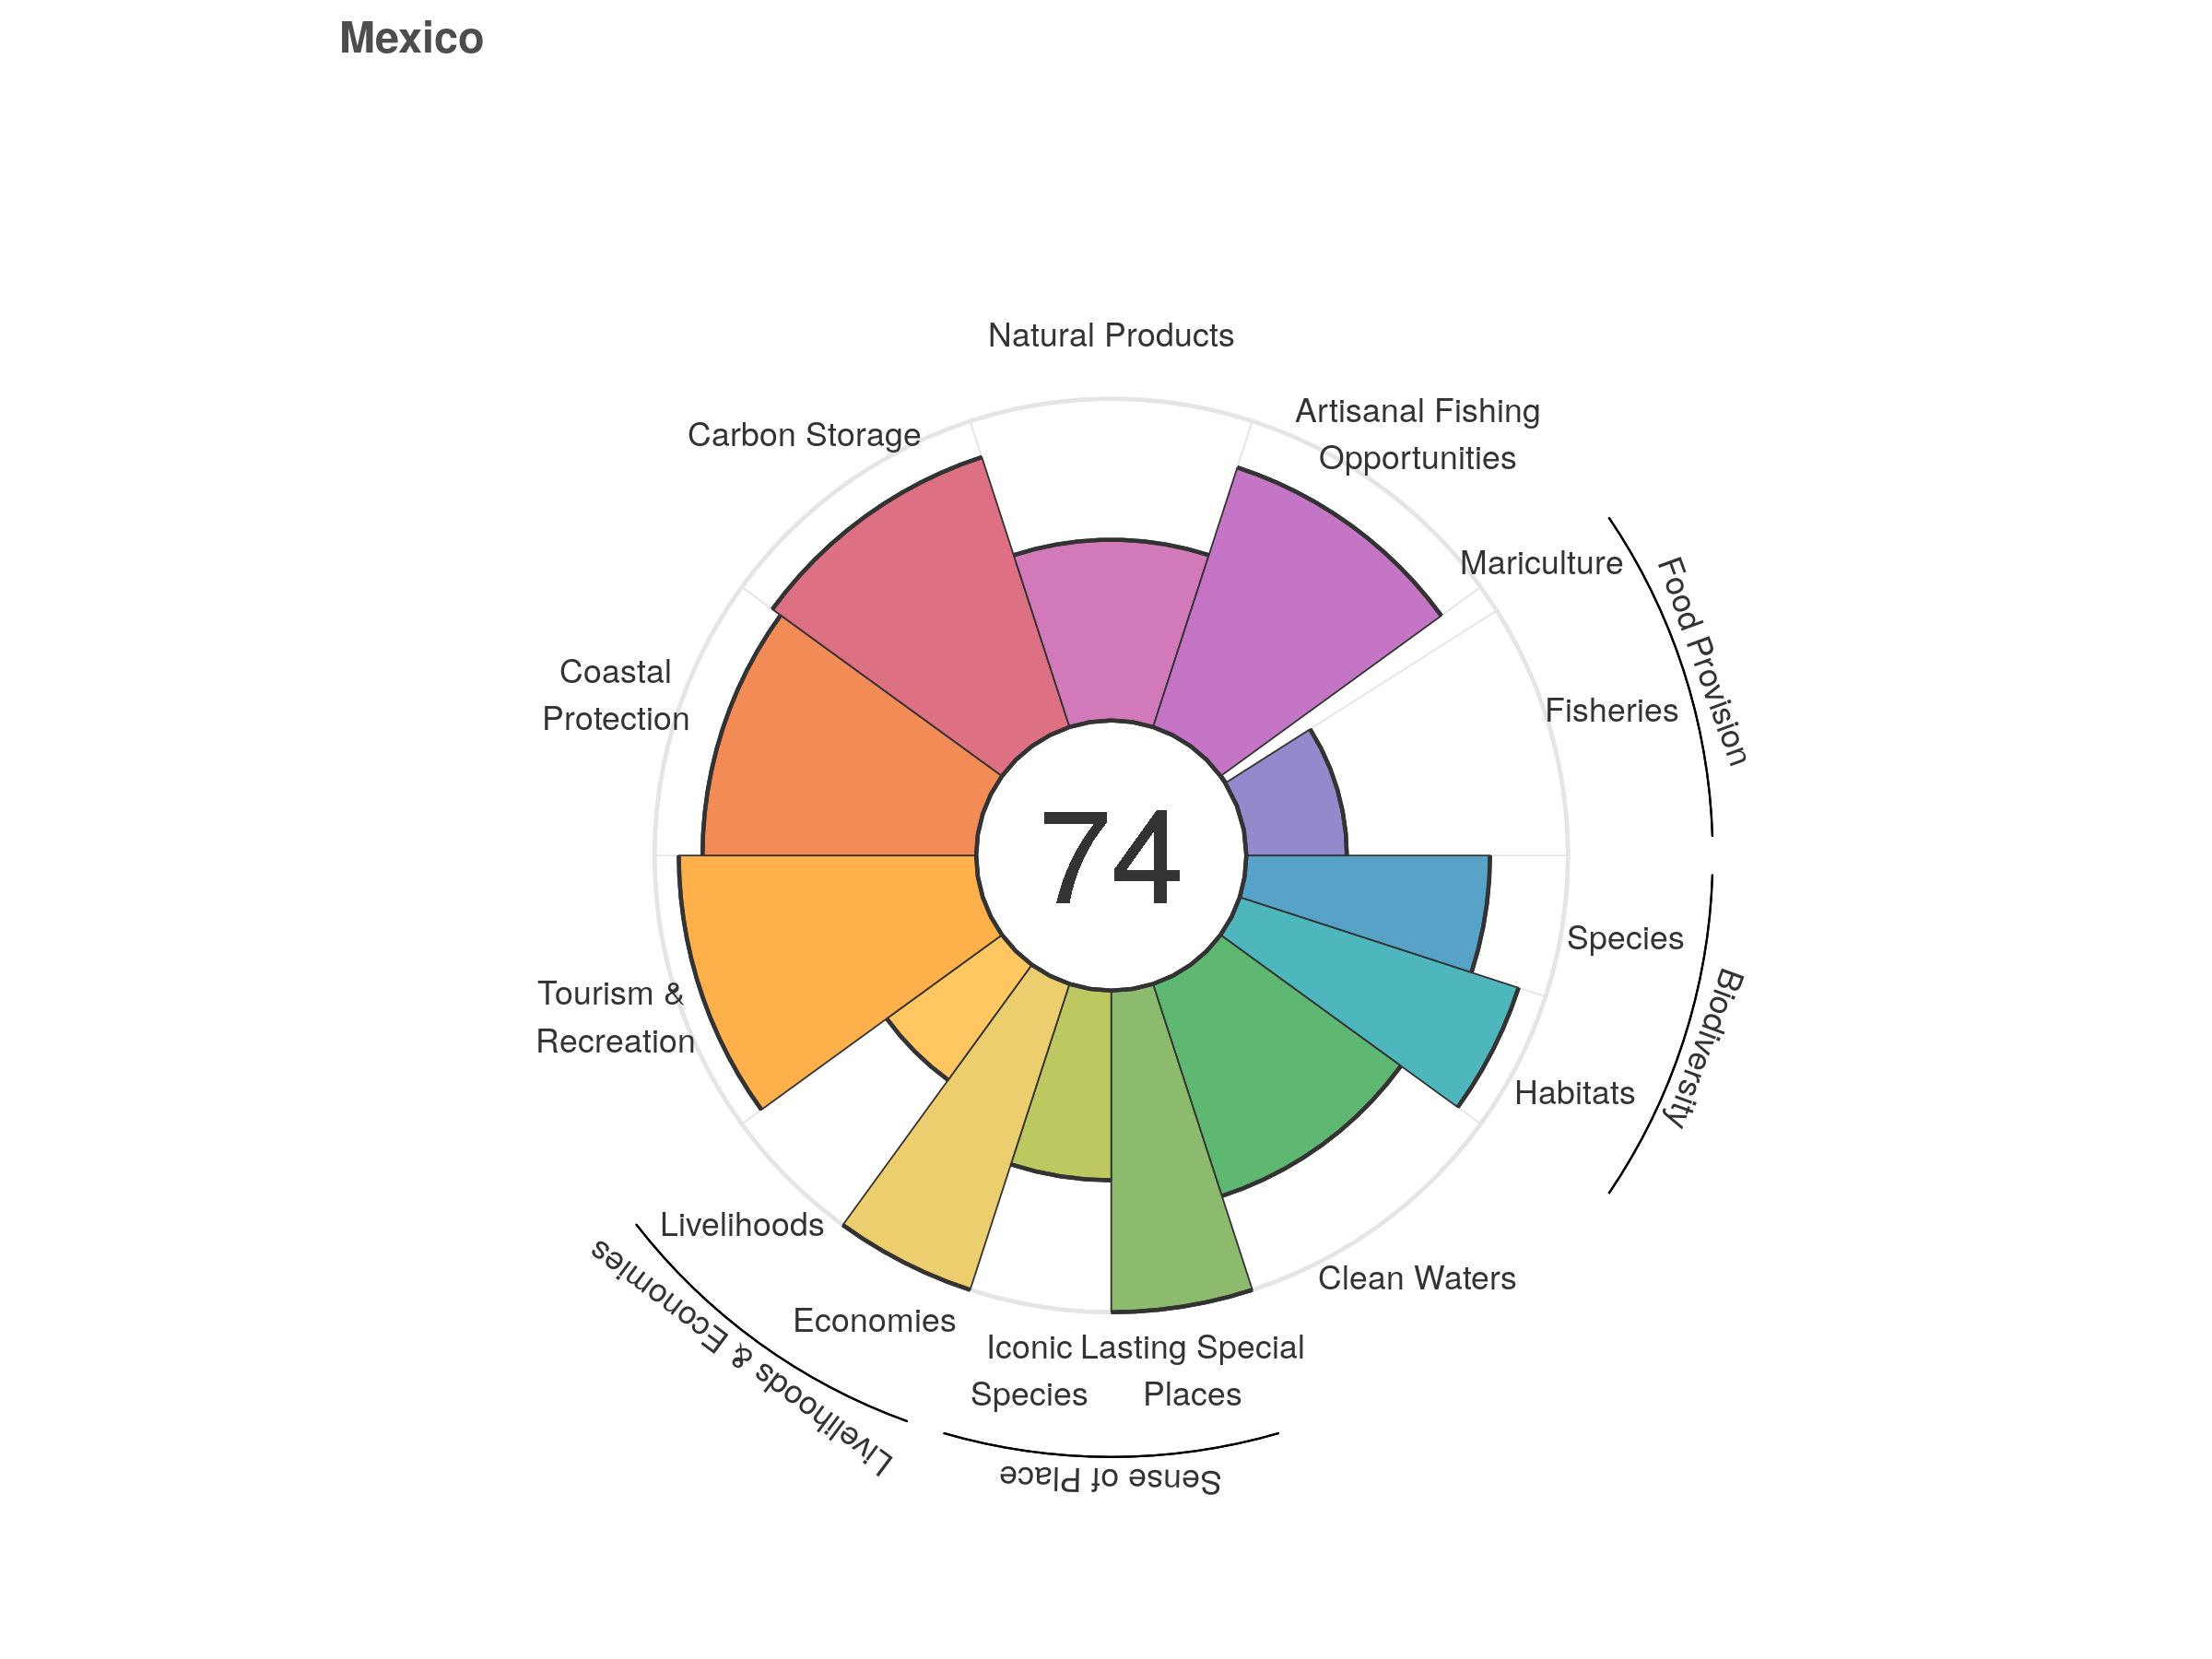 Mexico
Natural Products
Artisanal Fishing
Opportunities
Carbon Storage
Mariculture
Food Provision
Coastal
Protection
Fisheries
74
Species
Biodiversity
Tourism &
Recreation
Habitats
Livelihoods
Livelihoods & Economies
Clean Waters
Economies
Iconic
Species
Lasting Special
Places
Sense of Place